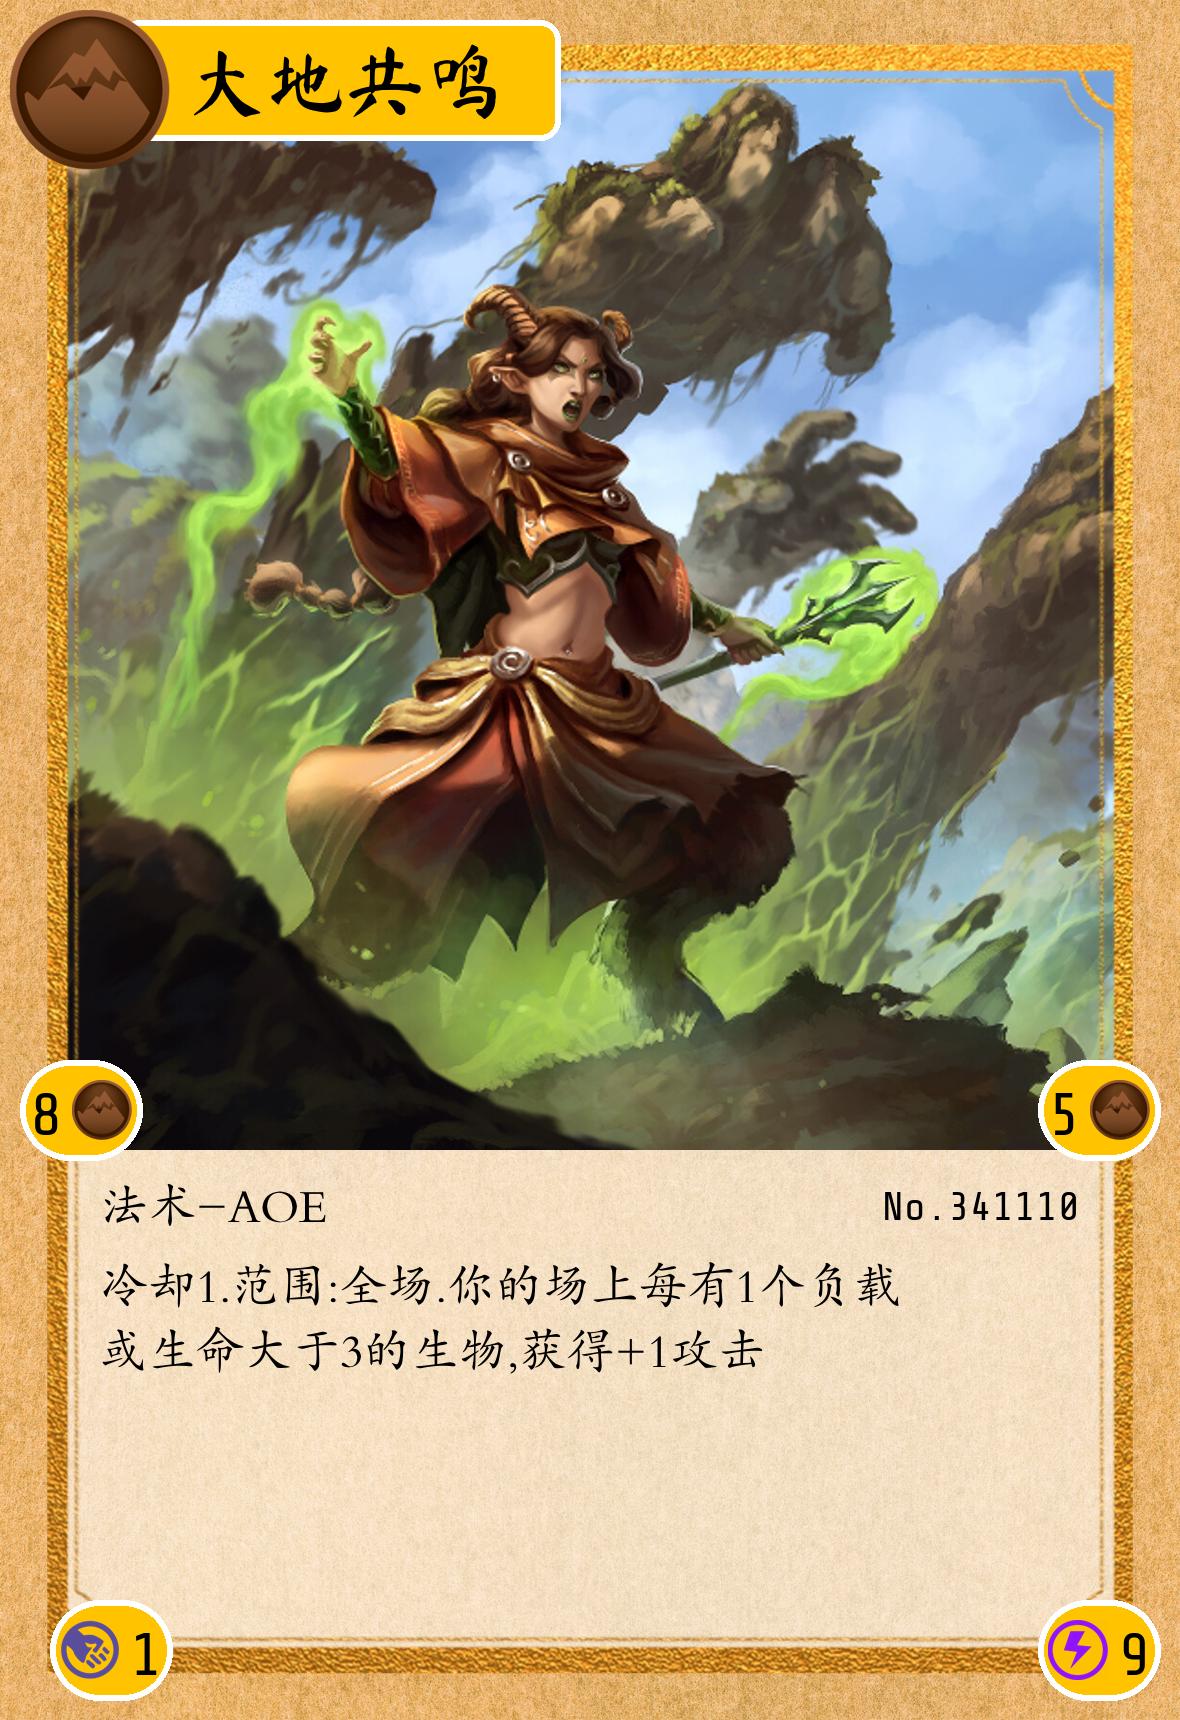 大地共鸣
8
5
法术-AOE
No.341110
冷却1.范围:全场.你的场上每有1个负载
或生命大于3的生物,获得+1攻击
1
9